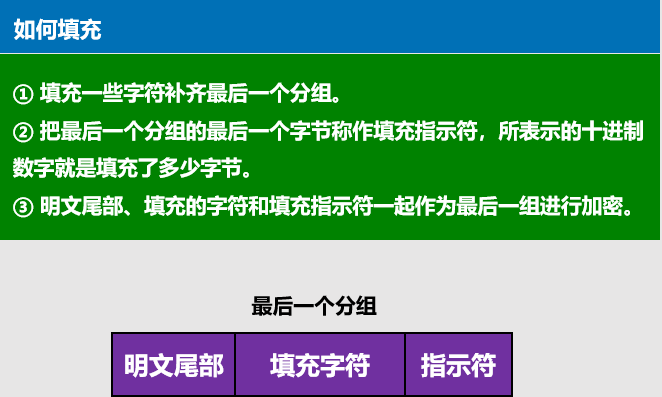 如何填充
① 填充一些字符补齐最后一个分组。
② 把最后一个分组的最后一个字节称作填充指示符，所表示的十进制
数字就是填充了多少字节。
③ 明文尾部、填充的字符和填充指示符一起作为最后一组进行加密。
最后一个分组
明文尾部 填充字符 指示符